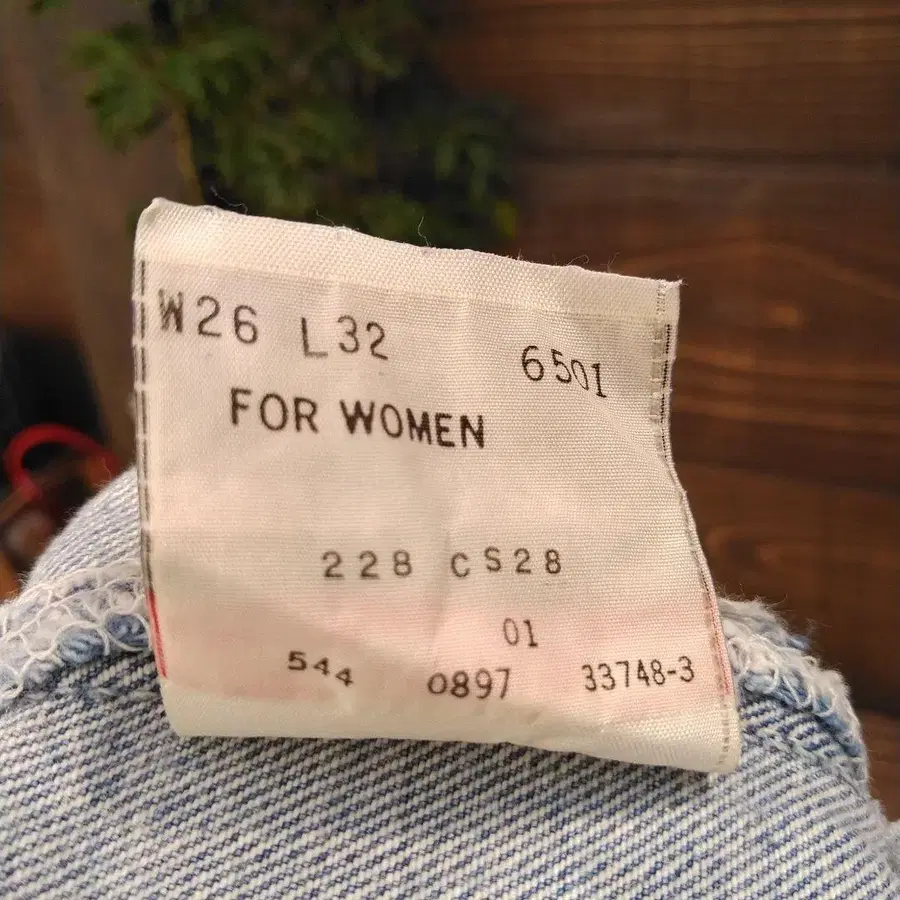 W26 L32 6501
FOR WOMEN
228 CS28
01
544 0897 33748-3